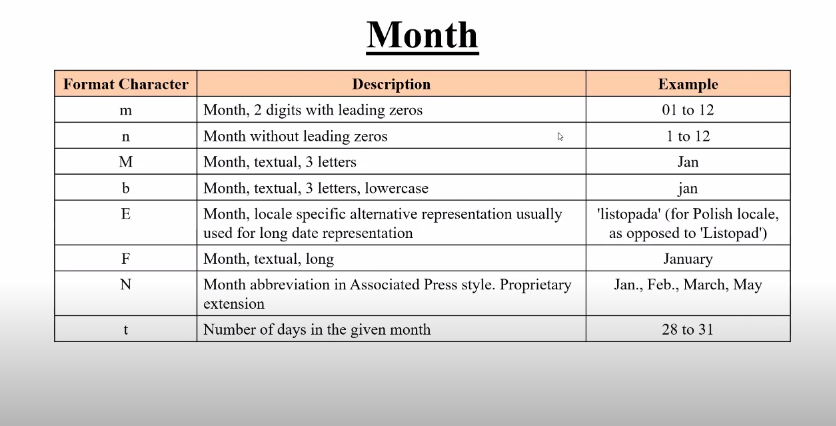 Month
Format Character Description Example
m Month, 2 digits with leading zeros 01 to 12
n Month without leading zeros 1 to 12
M Month, textual, 3 letters Jan
b Month, textual, 3 letters, lowercase jan
E Month, locale specific alternative representation usually 'listopada' (for Polish locale,
used for long date representation as opposed to 'Listopad')
F Month, textual, long January
N Month abbreviation in Associated Press style. Proprietary Jan., Feb., March, May
extension
t Number of days in the given month 28 to 31